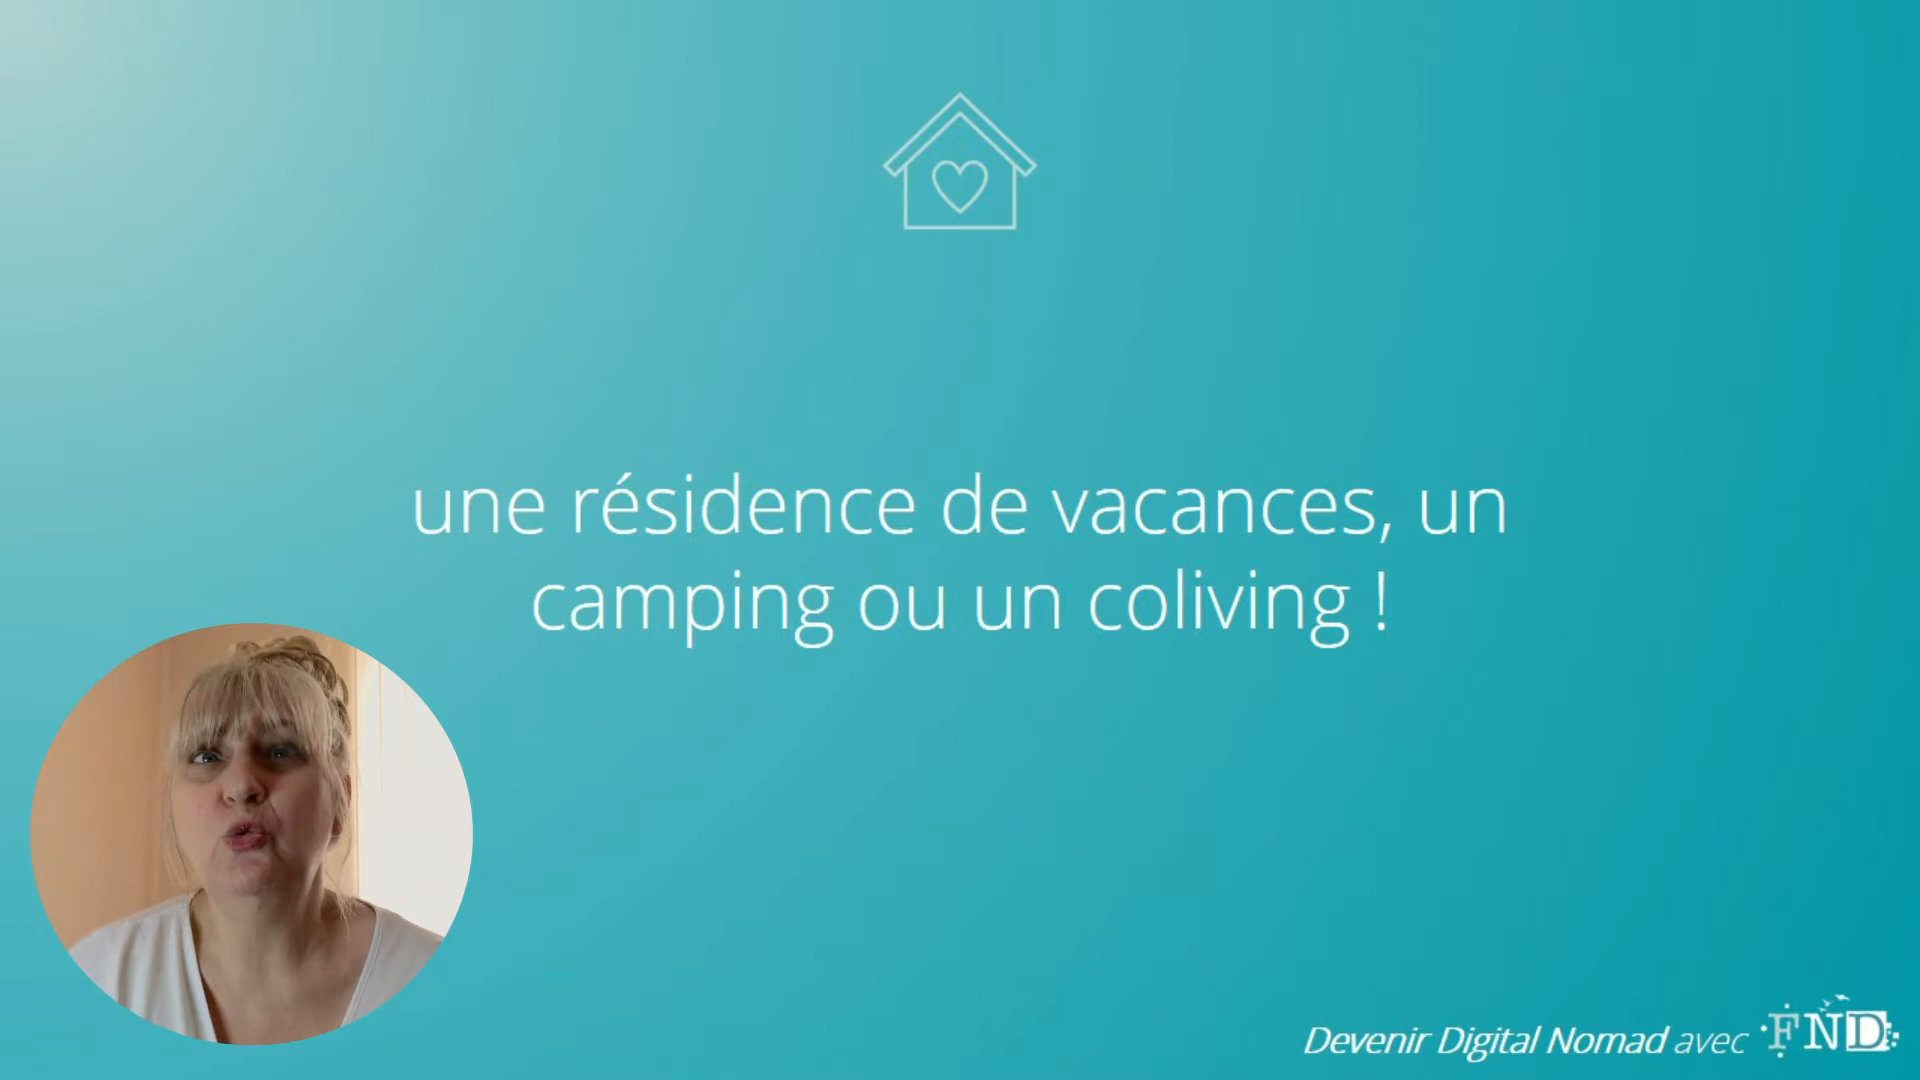 une résidence de vacances, un
camping ou un coliving !
Devenir Digital Nomad avec FND